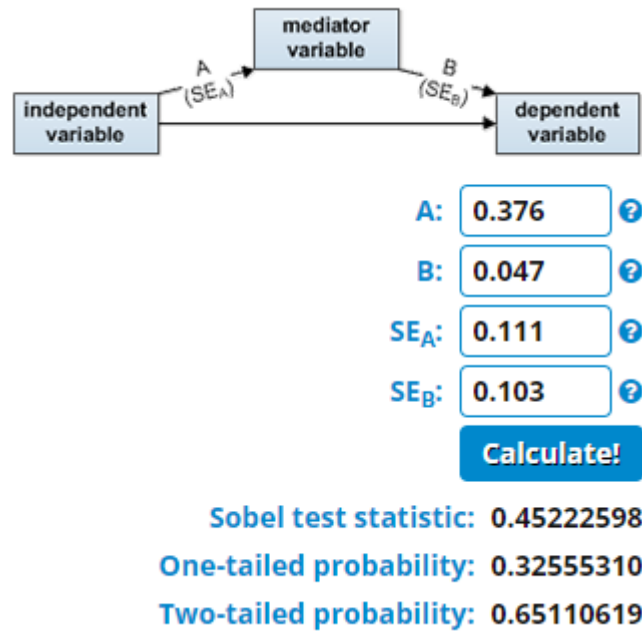 mediator
variable
A
(SEA)
B
(SEB)
independent
variable
dependent
variable
A: 0.376 ?
B: 0.047 ?
SEA: 0.111 ?
SEB: 0.103 ?
Calculate!
Sobel test statistic: 0.45222598
One-tailed probability: 0.32555310
Two-tailed probability: 0.65110619